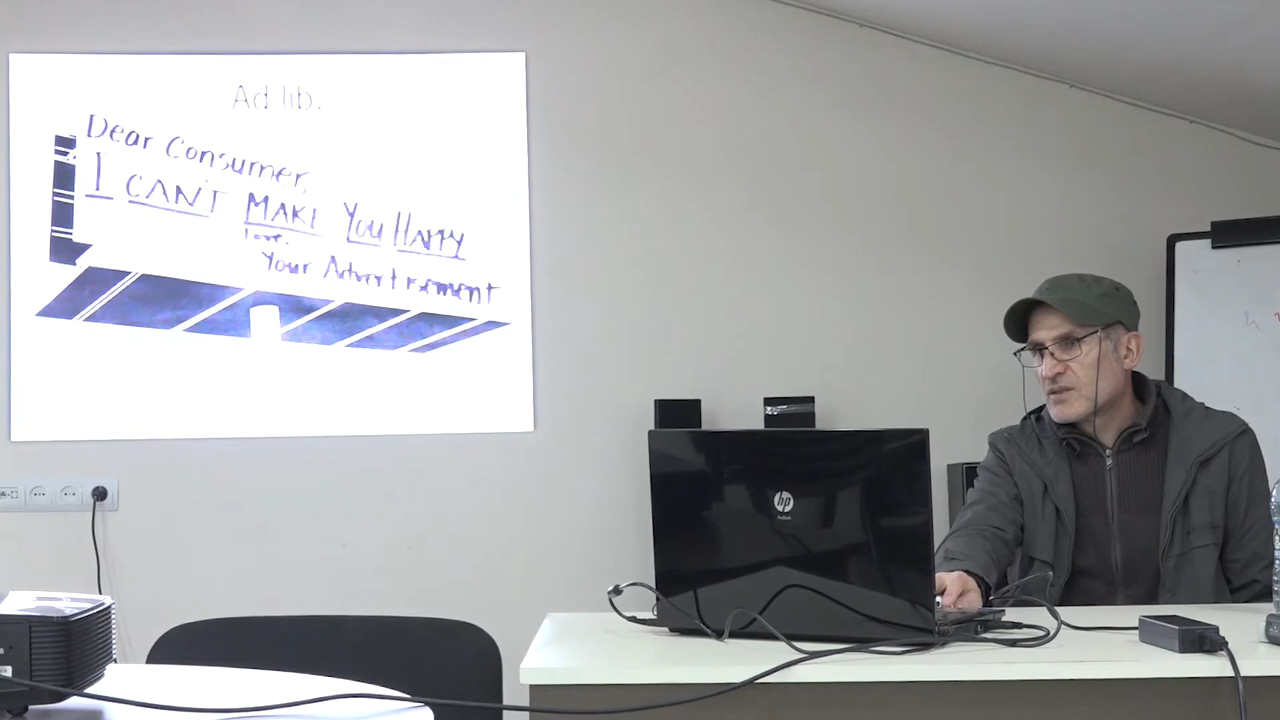 Ad lib.
Dear Consumer,
I CAN'T MAKE YOU HAPPY
love.
Your Advertisement
hp